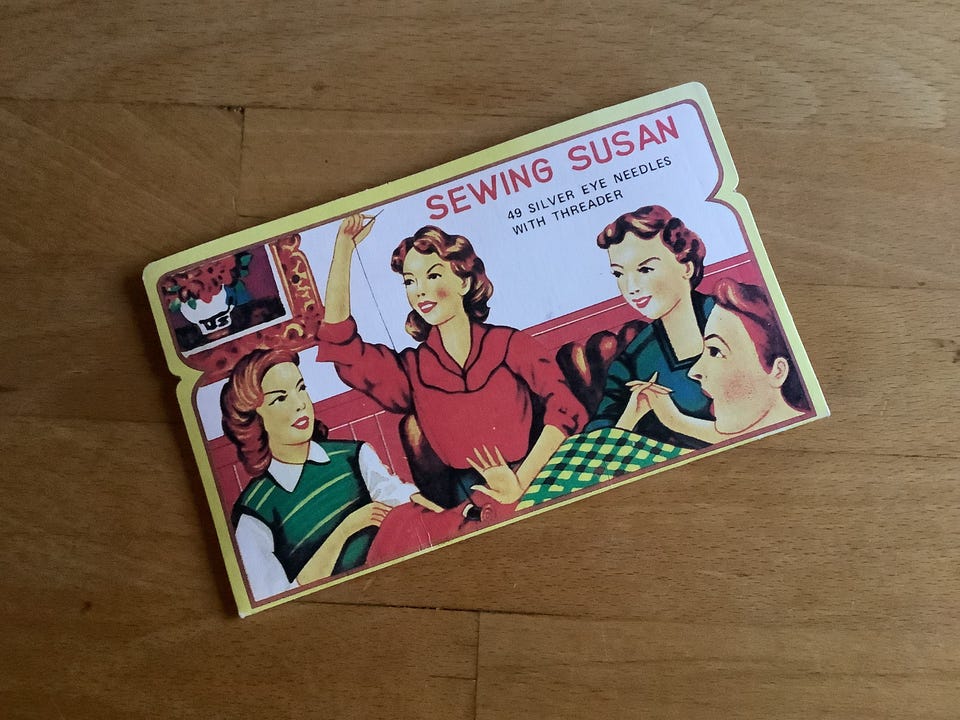 SEWING SUSAN
49 SILVER EYE NEEDLES
WITH THREADER